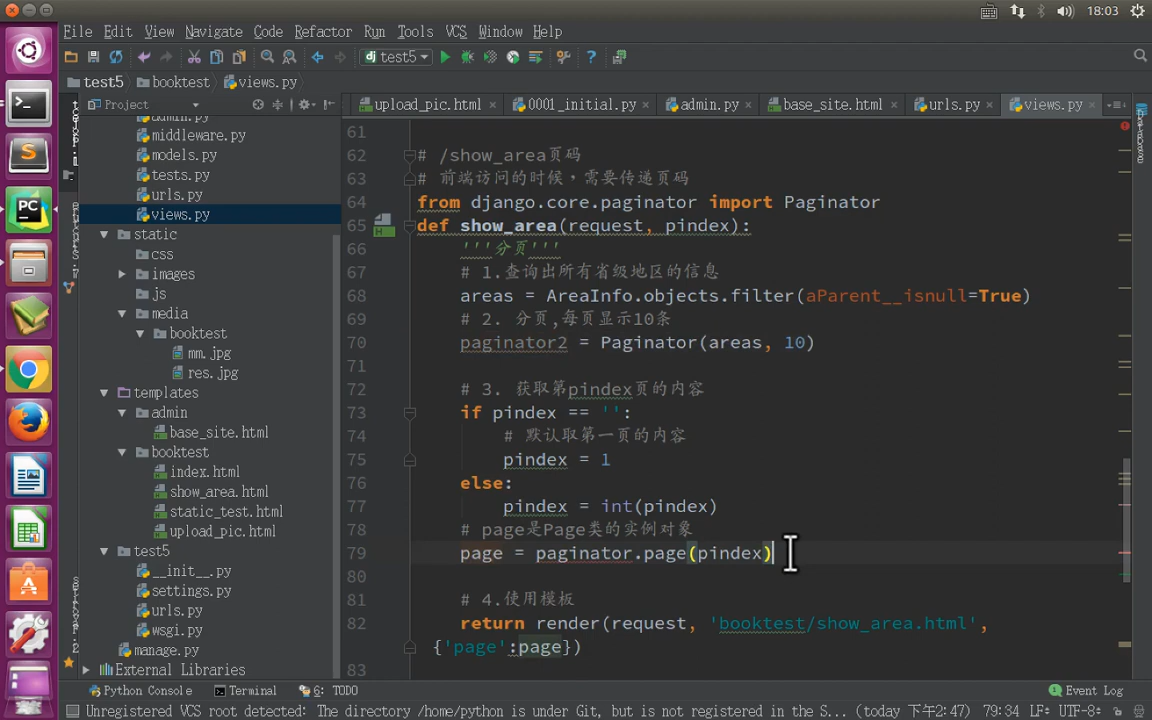 18:03
File Edit View Navigate Code Refactor Run Tools VCS Window Help
test5
test5 booktest views.py
Project
upload_pic.html 0001_initial.py admin.py base_site.html urls.py views.py
admin.py
middleware.py
models.py
tests.py
urls.py
views.py
static
css
images
js
media
booktest
mm.jpg
res.jpg
templates
admin
base_site.html
booktest
index.html
show_area.html
static_test.html
upload_pic.html
test5
__init__.py
settings.py
urls.py
wsgi.py
manage.py
External Libraries
61
62 # /show_area页码
63 # 前端访问的时候，需要传递页码
64 from django.core.paginator import Paginator
65 def show_area(request, pindex):
66 '''分页'''
67 # 1.查询出所有省级地区的信息
68 areas = AreaInfo.objects.filter(aParent__isnull=True)
69 # 2. 分页,每页显示10条
70 paginator2 = Paginator(areas, 10)
71
72 # 3. 获取第pindex页的内容
73 if pindex == '':
74 # 默认取第一页的内容
75 pindex = 1
76 else:
77 pindex = int(pindex)
78 # page是Page类的实例对象
79 page = paginator.page(pindex)
80
81 # 4.使用模板
82 return render(request, 'booktest/show_area.html',
{'page':page})
83
Python Console Terminal 6: TODO Event Log
Unregistered VCS root detected: The directory /home/python is under Git, but is not registered in the S... (today 下午2:47) 79:34 LF÷ UTF-8÷